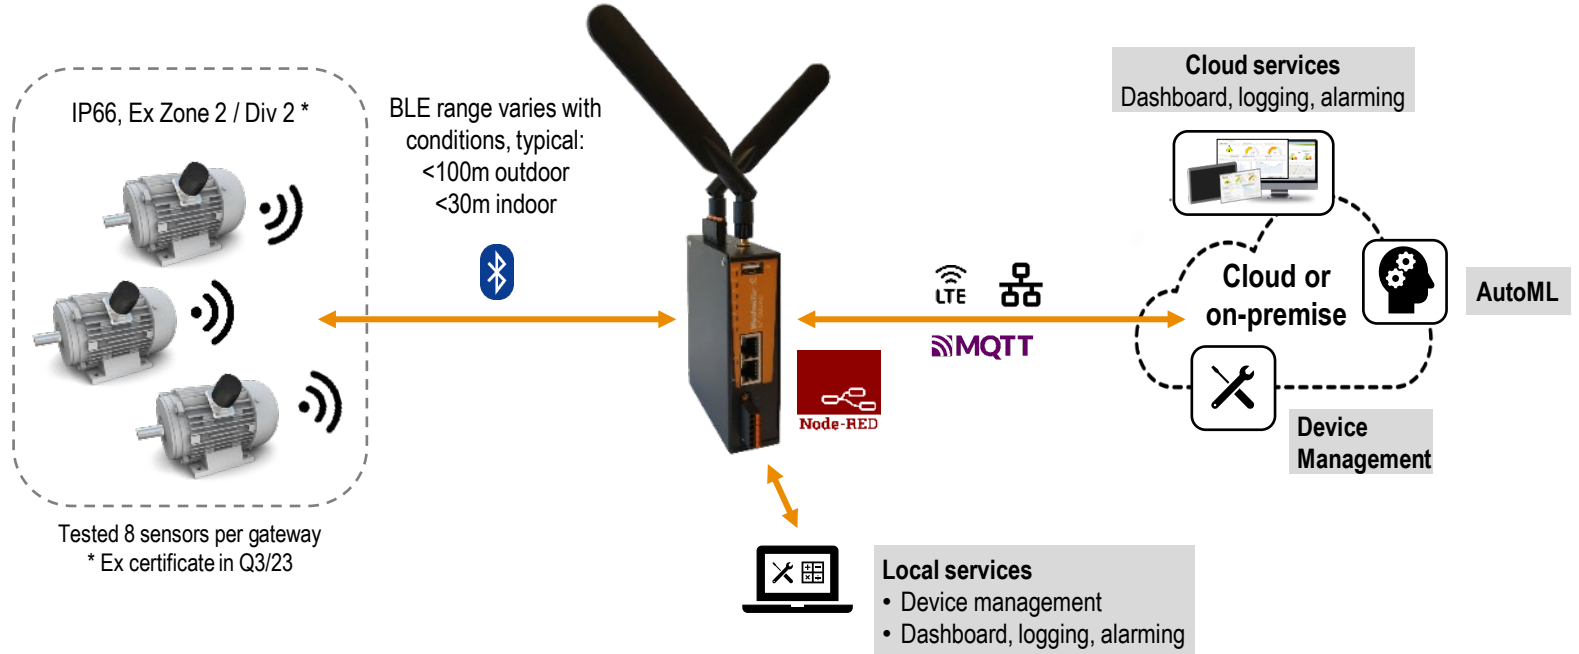 IP66, Ex Zone 2 / Div 2 *
Tested 8 sensors per gateway
* Ex certificate in Q3/23
BLE range varies with
conditions, typical:
<100m outdoor
<30m indoor
Node-RED
LTE
MQTT
Cloud services
Dashboard, logging, alarming
Cloud or
on-premise
AutoML
Device
Management
Local services
• Device management
• Dashboard, logging, alarming